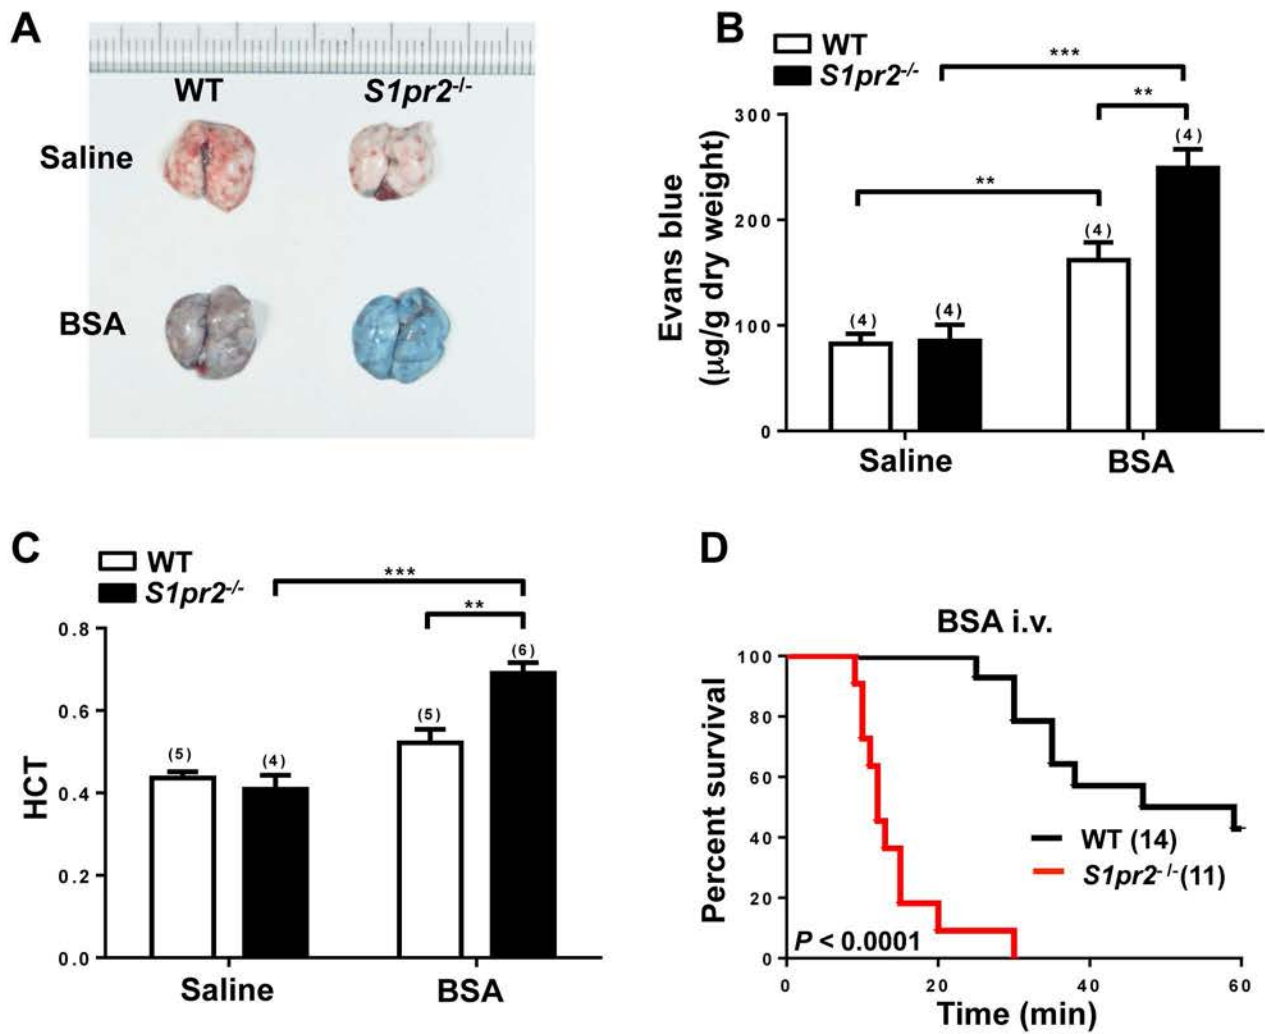 A
WT S1pr2-/-
Saline
BSA
B
WT
S1pr2-/-
***
**
**
(4) (4) (4) (4)
Evans blue
(μg/g dry weight)
300
200
100
0
Saline BSA
C
WT
S1pr2-/-
***
**
(5) (4) (5) (6)
HCT
0.8
0.6
0.4
0.2
0.0
Saline BSA
D
BSA i.v.
Percent survival
100
80
60
40
20
0
WT (14)
S1pr2-/-(11)
P < 0.0001
0 20 40 60
Time (min)